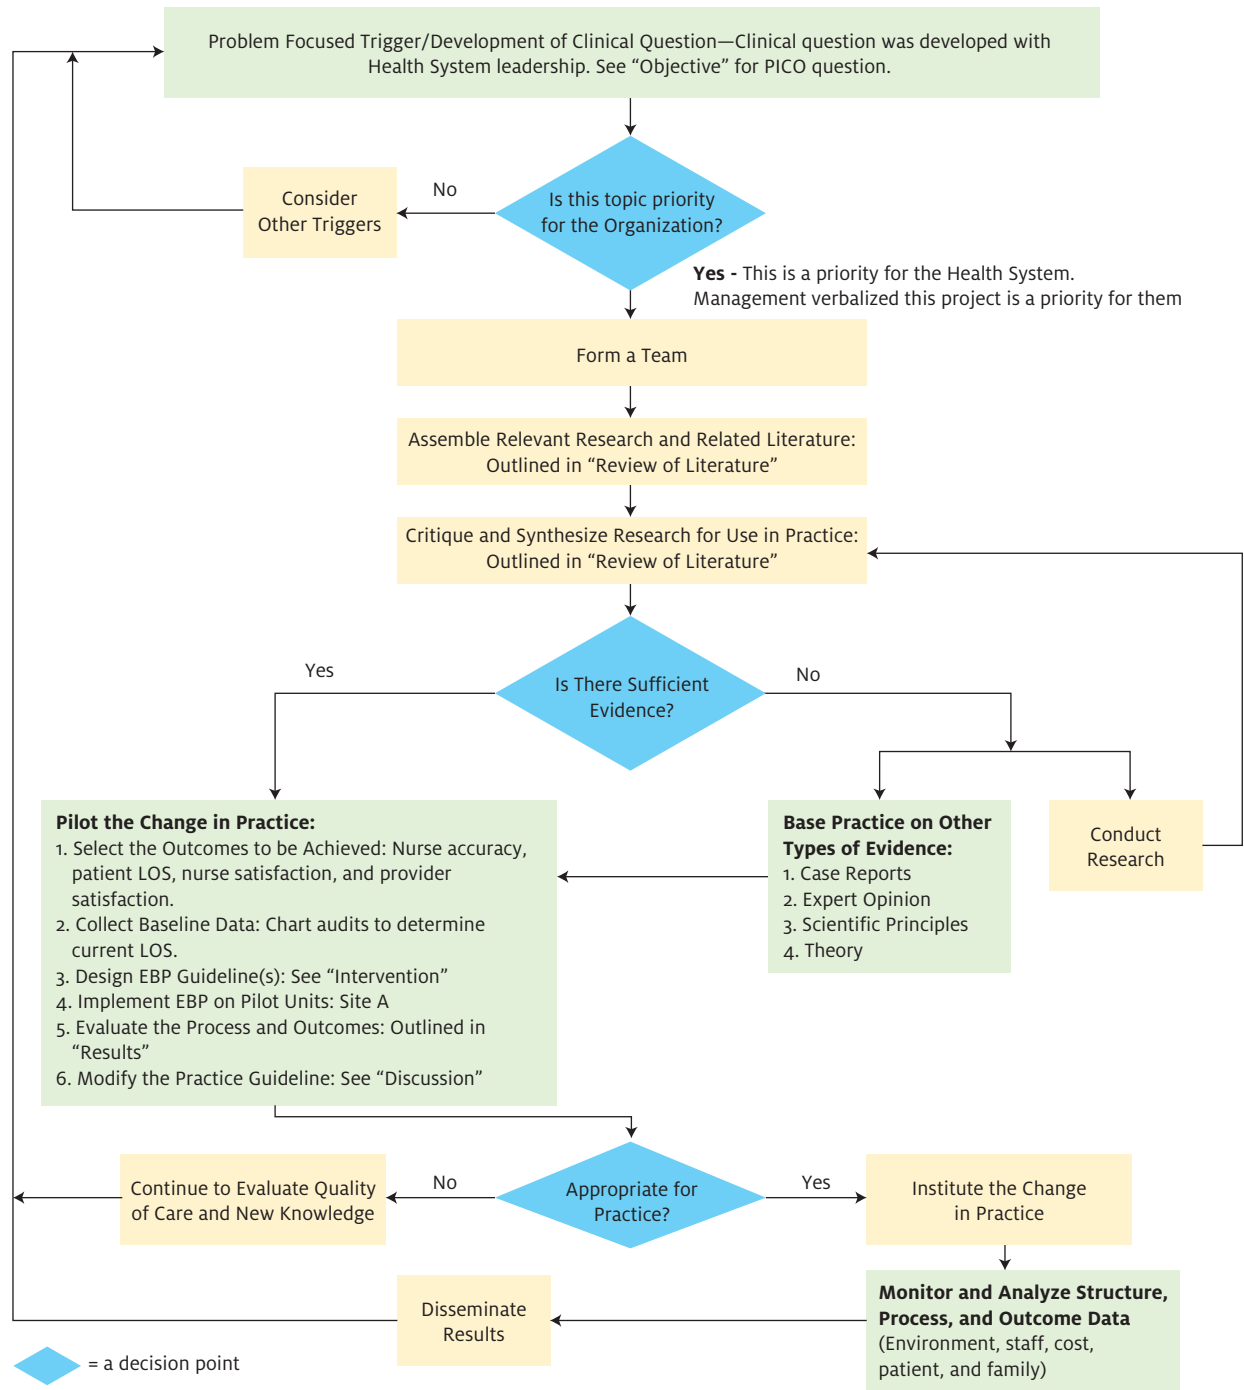 Problem Focused Trigger/Development of Clinical Question—Clinical question was developed with
Health System leadership. See “Objective” for PICO question.
Is this topic priority
for the Organization?
No
Consider
Other Triggers
Yes - This is a priority for the Health System.
Management verbalized this project is a priority for them
Form a Team
Assemble Relevant Research and Related Literature:
Outlined in “Review of Literature”
Critique and Synthesize Research for Use in Practice:
Outlined in “Review of Literature”
Is There Sufficient
Evidence?
Yes
No
Pilot the Change in Practice:
1. Select the Outcomes to be Achieved: Nurse accuracy,
patient LOS, nurse satisfaction, and provider
satisfaction.
2. Collect Baseline Data: Chart audits to determine
current LOS.
3. Design EBP Guideline(s): See “Intervention”
4. Implement EBP on Pilot Units: Site A
5. Evaluate the Process and Outcomes: Outlined in
“Results”
6. Modify the Practice Guideline: See “Discussion”
Base Practice on Other
Types of Evidence:
1. Case Reports
2. Expert Opinion
3. Scientific Principles
4. Theory
Conduct
Research
Appropriate for
Practice?
No
Continue to Evaluate Quality
of Care and New Knowledge
Yes
Institute the Change
in Practice
Monitor and Analyze Structure,
Process, and Outcome Data
(Environment, staff, cost,
patient, and family)
Disseminate
Results
= a decision point